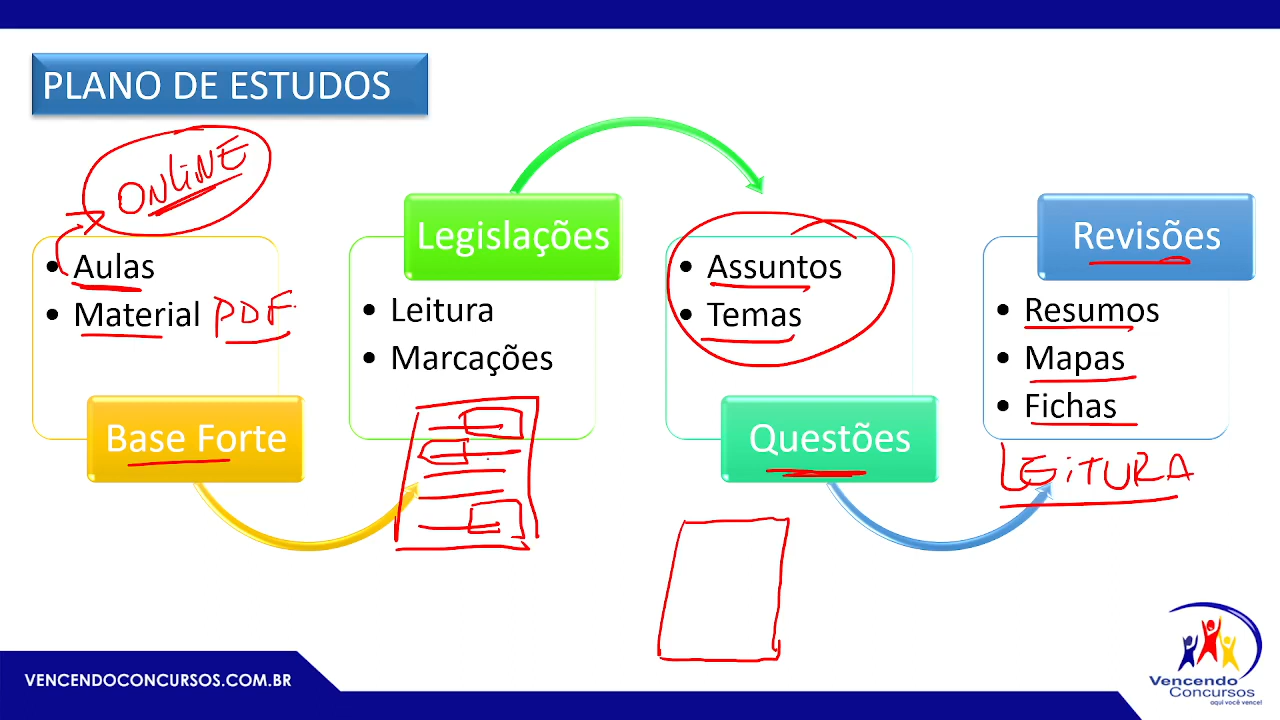 PLANO DE ESTUDOS
ONLINE
• Aulas
• Material PDF
Base Forte
Legislações
• Leitura
• Marcações
• Assuntos
• Temas
Questões
Revisões
• Resumos
• Mapas
• Fichas
LEITURA
VENCENDOCONCURSOS.COM.BR
Vencendo
Concursos
aqui você vence!